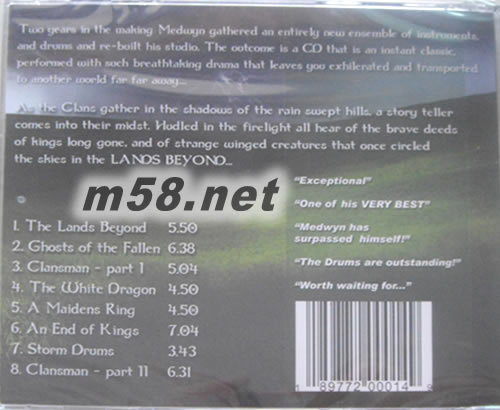 Two years in the making Medwyn gathered an entirely new ensemble of instruments,
and drums and re-built his studio. The outcome is a CD that is an instant classic,
performed with such breathtaking drama that leaves you exhilerated and transported
to another world far far away...
As the Clans gather in the shadows of the rain swept hills, a story teller
comes into their midst. Hudled in the firelight all hear of the brave deeds
of kings long gone, and of strange winged creatures that once circled
the skies in the LANDS BEYOND...
m58.net
1. The Lands Beyond 5.50
2. Ghosts of the Fallen 6.38
3. Clansman - part 1 5.04
4. The White Dragon 4.50
5. A Maidens Ring 4.50
6. An End of Kings 7.04
7. Storm Drums 3.43
8. Clansman - part 11 6.31
“Exceptional”
“One of his VERY BEST”
“Medwyn has
surpassed himself!”
“The Drums are outstanding!”
“Worth waiting for...”
89772 00014